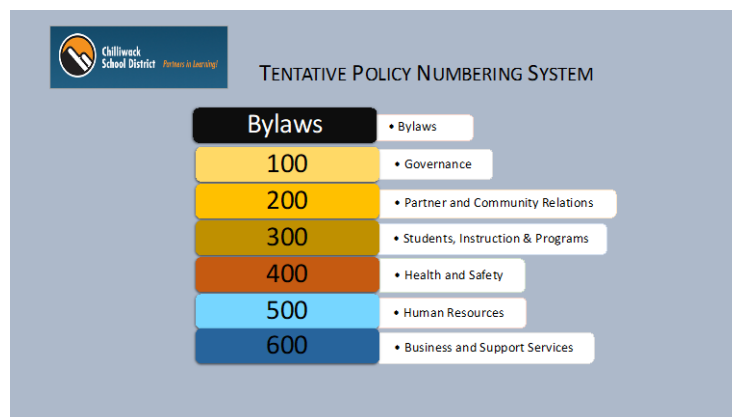 Chilliwack
School District Partners in Learning!
TENTATIVE POLICY NUMBERING SYSTEM
Bylaws • Bylaws
100 • Governance
200 • Partner and Community Relations
300 • Students, Instruction & Programs
400 • Health and Safety
500 • Human Resources
600 • Business and Support Services